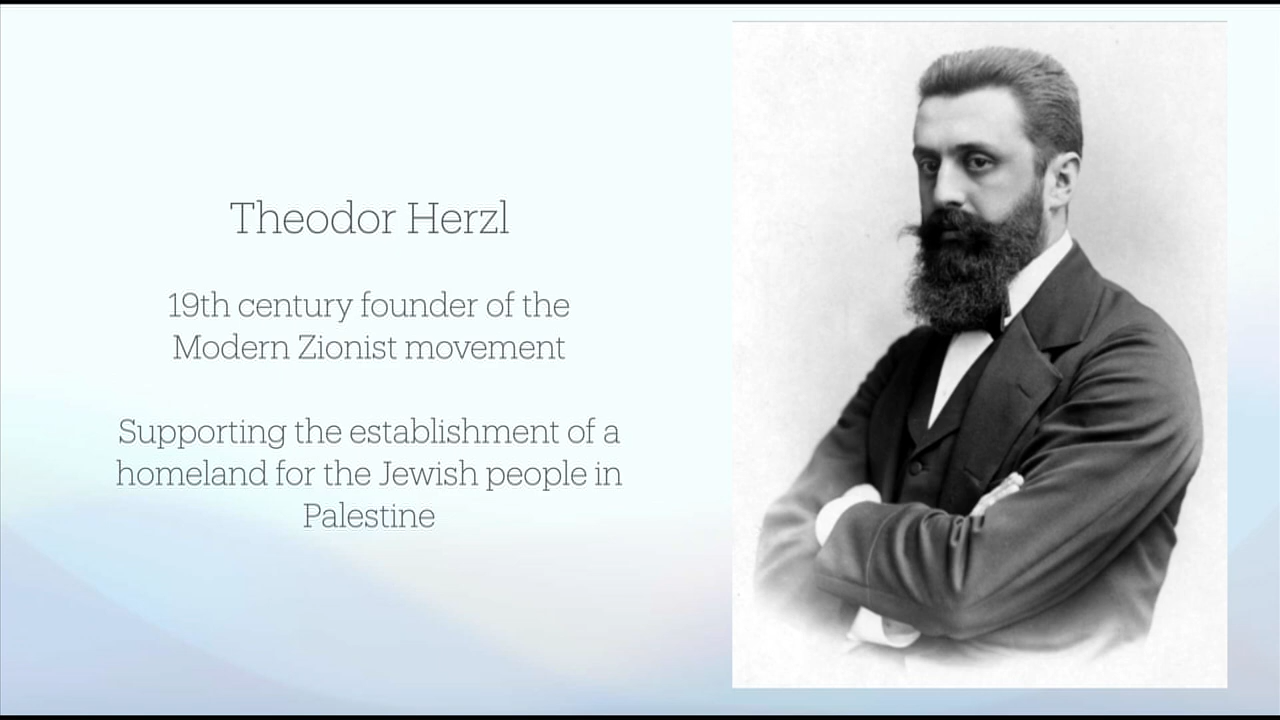 Theodor Herzl
19th century founder of the
Modern Zionist movement
Supporting the establishment of a
homeland for the Jewish people in
Palestine